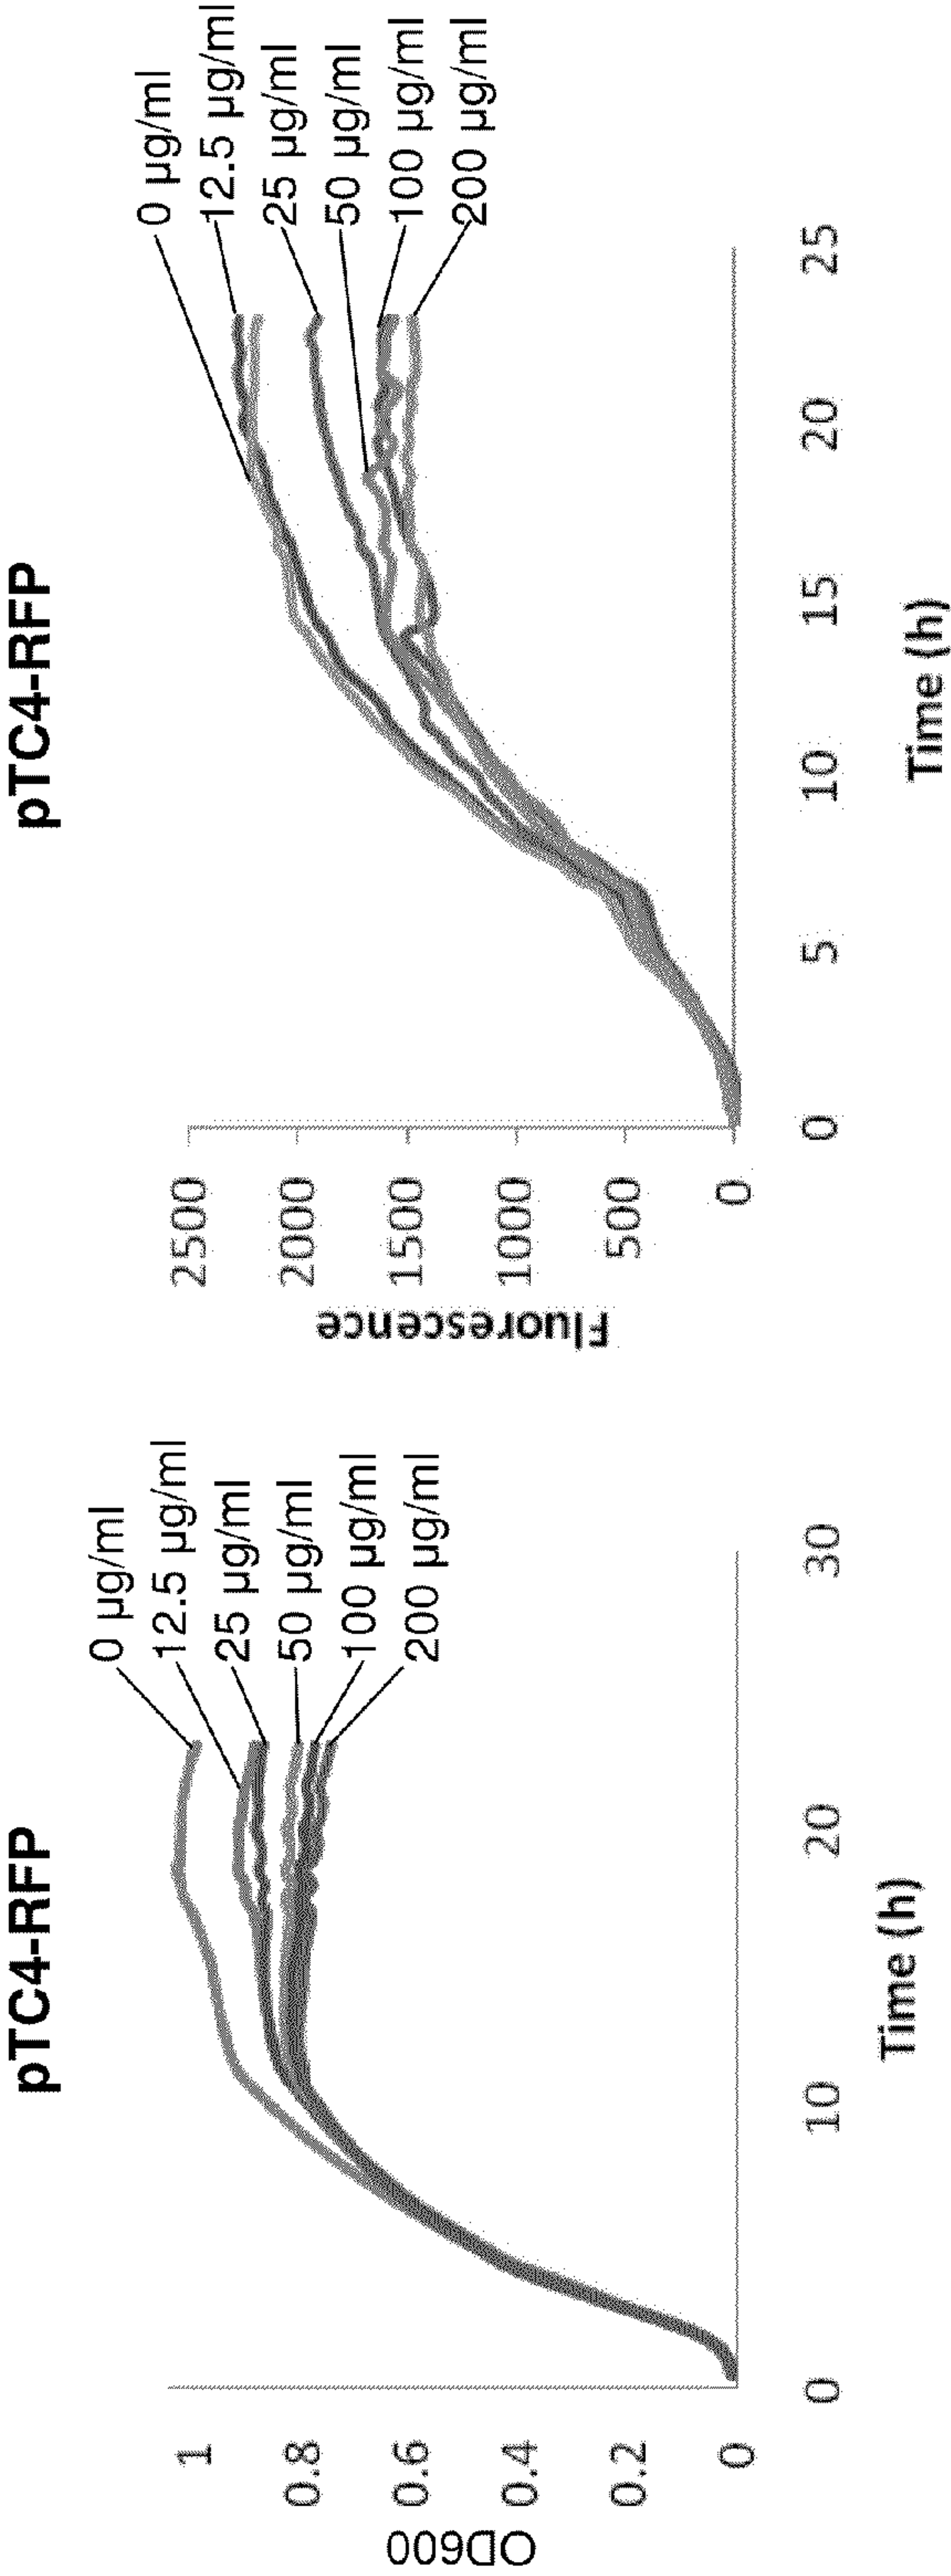 pTC4-RFP
OD600
1
0.8
0.6
0.4
0.2
0
0
10
20
30
Time (h)
0 µg/ml
12.5 µg/ml
25 µg/ml
50 µg/ml
100 µg/ml
200 µg/ml
pTC4-RFP
Fluorescence
2500
2000
1500
1000
500
0
0
5
10
15
20
25
Time (h)
0 µg/ml
12.5 µg/ml
25 µg/ml
50 µg/ml
100 µg/ml
200 µg/ml